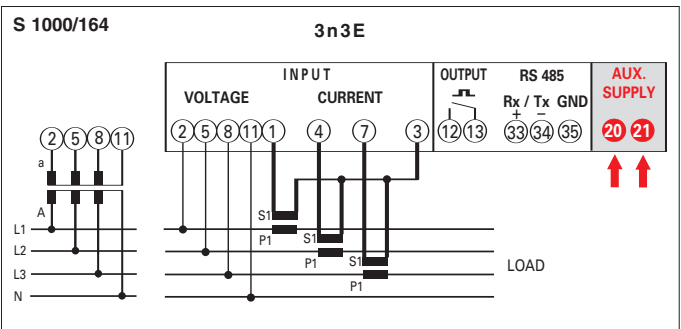 S 1000/164
3n3E
INPUT
OUTPUT
RS 485
AUX.
SUPPLY
VOLTAGE
CURRENT
Rx / Tx GND
+ −
2 5 8 11 1 4 7 3
12 13
33 34 35
20 21
2 5 8 11
a
A
S1
L1
P1
S1
L2
P1
S1
LOAD
L3
P1
N